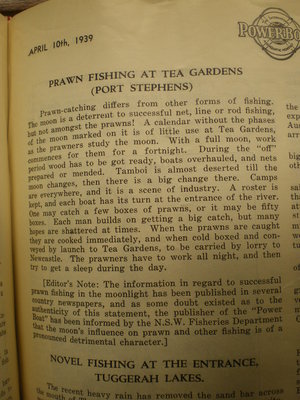 APRIL 10th, 1939
POWERBO
PRAWN FISHING AT TEA GARDENS
(PORT STEPHENS)
Prawn-catching differs from other forms of fishing.
The moon is a deterrent to successful net, line or rod fishing,
but not amongst the prawns! A calendar without the phases
of the moon marked on it is of little use at Tea Gardens,
as the prawners study the moon. With a full moon, work
commences for them for a fortnight. During the "off"
period wood has to be got ready, boats overhauled, and nets
prepared or mended. Tamboi is almost deserted till the
moon changes, then there is a big change there. Camps
are everywhere, and it is a scene of industry. A roster is
kept, and each boat has its turn at the entrance of the river.
One may catch a few boxes of prawns, or it may be fifty
boxes. Each man builds on getting a big catch, but many
hopes are shattered at times. When the prawns are caught
they are cooked immediately, and when cold boxed and con-
veyed by launch to Tea Gardens, to be carried by lorry to
Newcastle. The prawners have to work all night, and then
try to get a sleep during the day.
[Editor's Note: The information in regard to successful
prawn fishing in the moonlight has been published in several
country newspapers, and as some doubt existed as to the
authenticity of this statement, the publisher of the "Power
Boat" has been informed by the N.S.W. Fisheries Department
that the moon's influence on prawn and other fishing is of a
pronounced detrimental character.]
NOVEL FISHING AT THE ENTRANCE,
TUGGERAH LAKES.
The recent heavy rain has removed the sand bar across